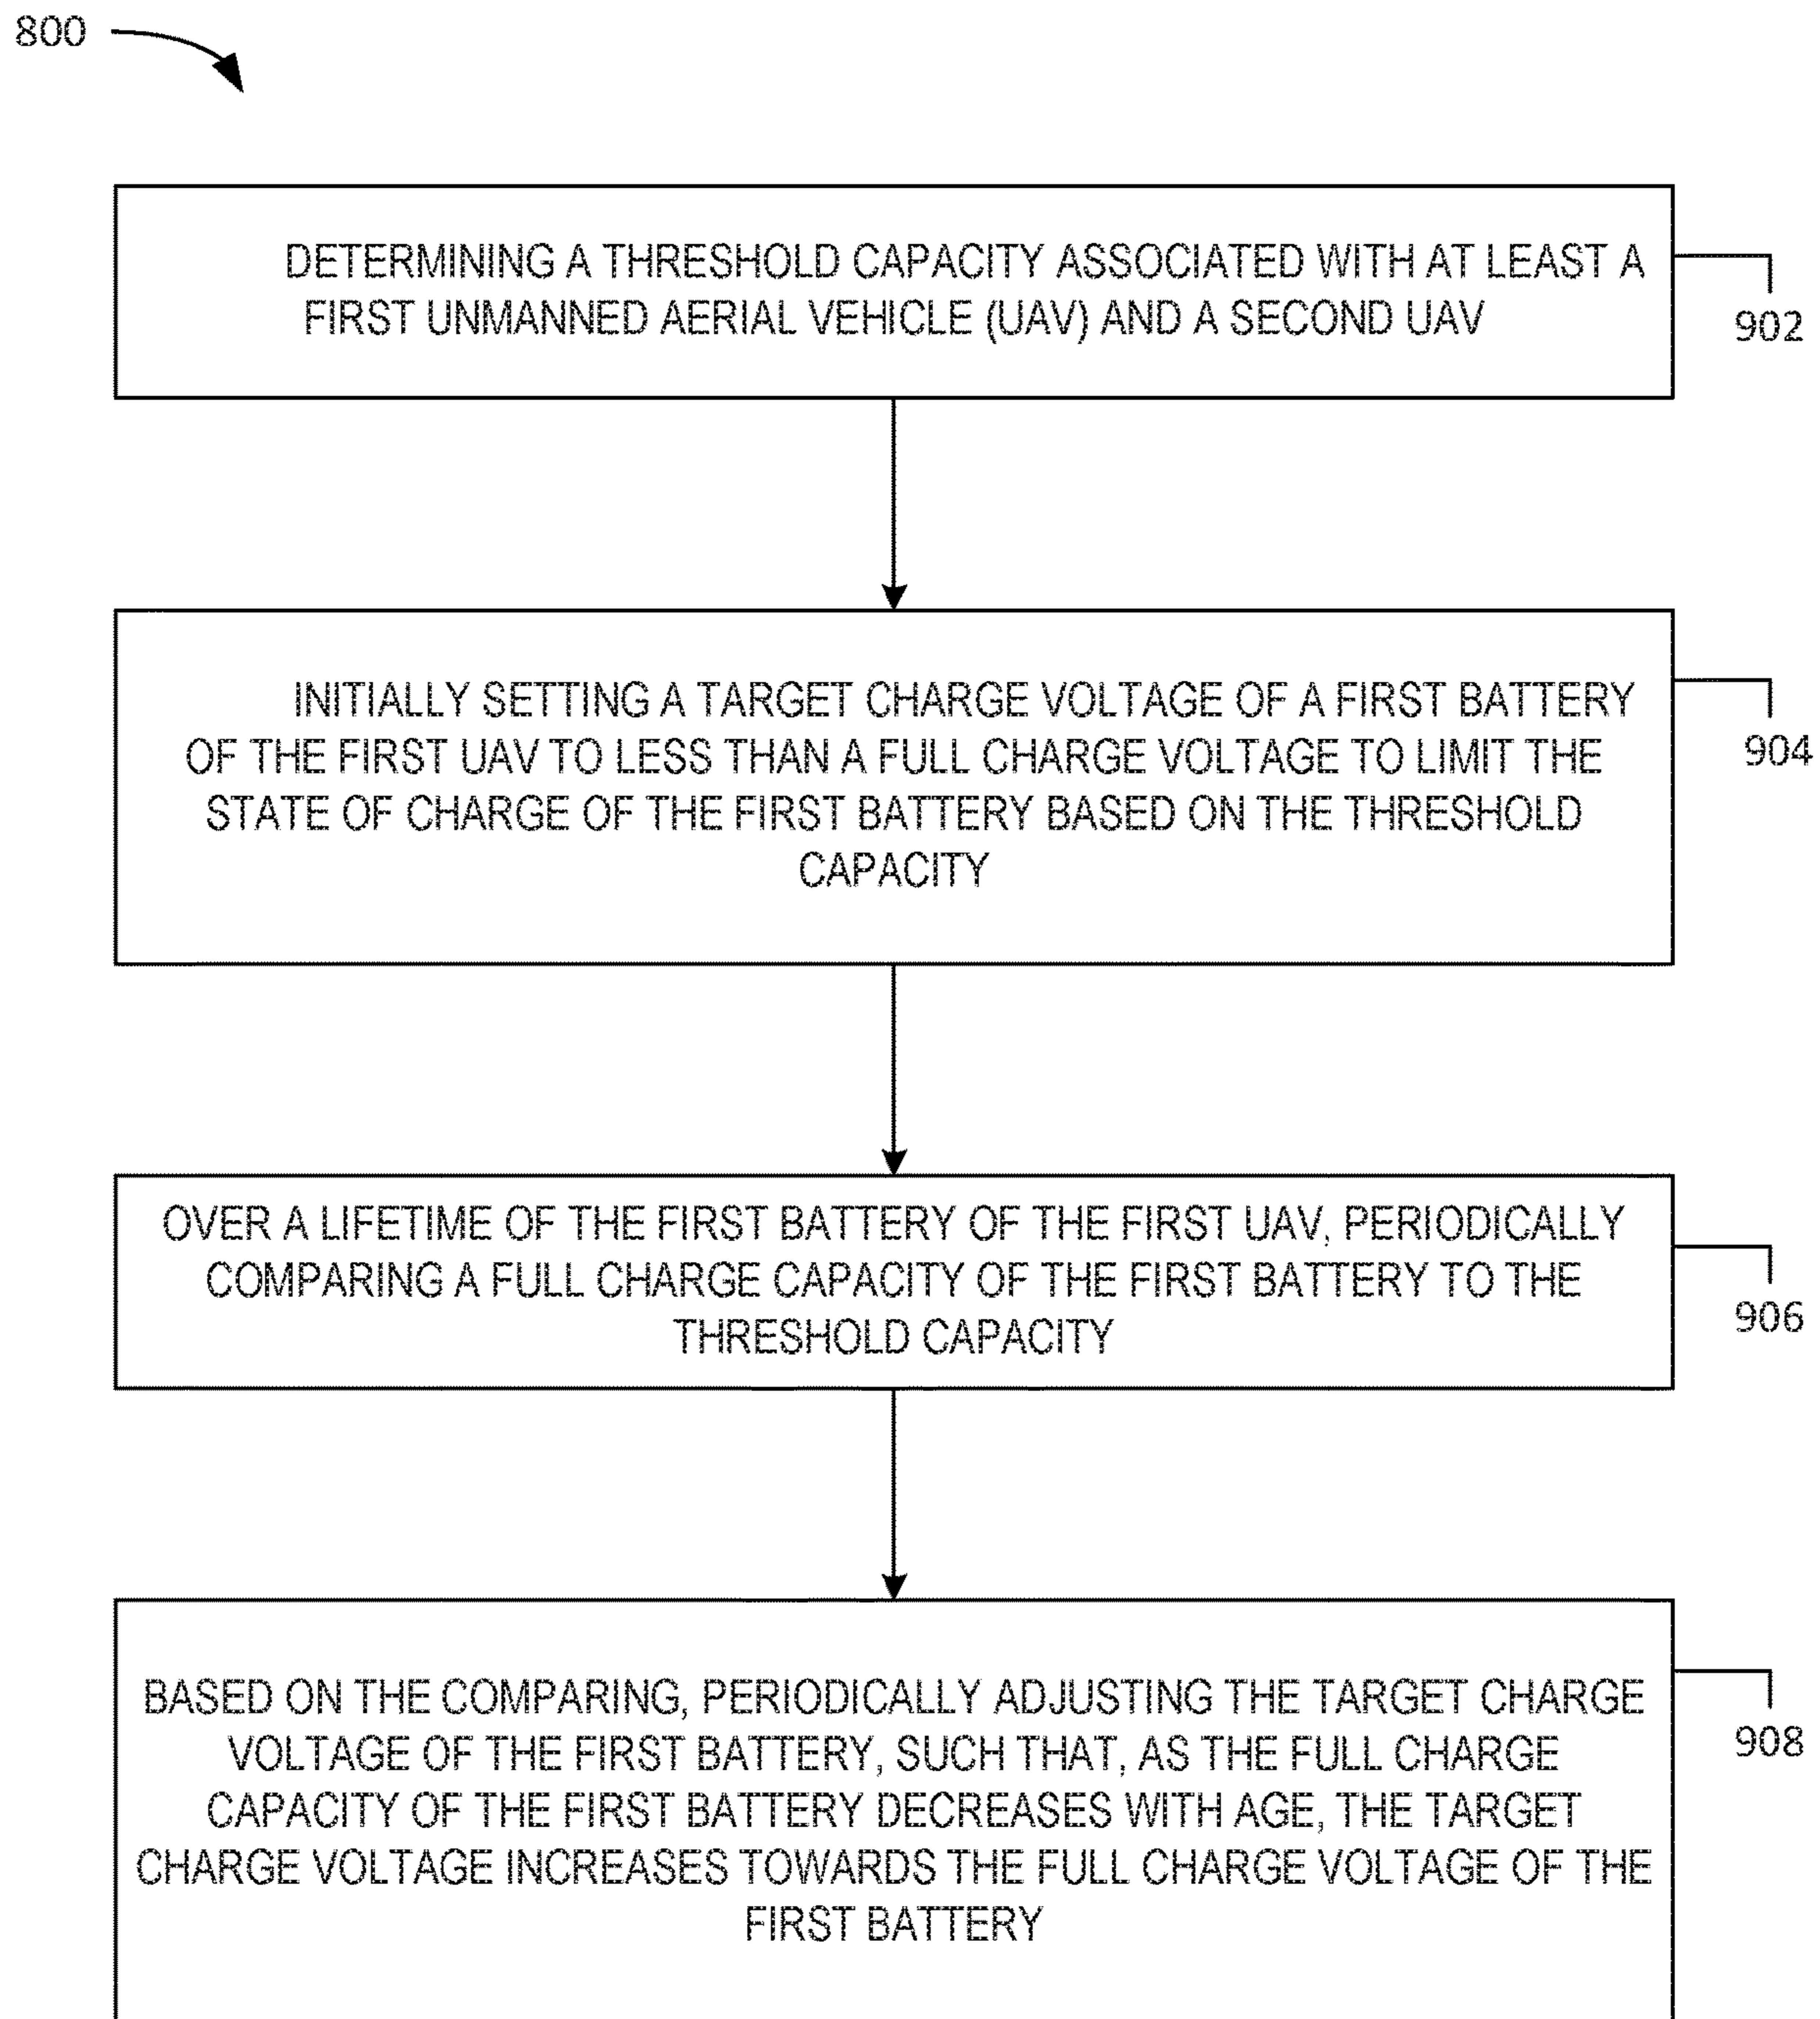 800
DETERMINING A THRESHOLD CAPACITY ASSOCIATED WITH AT LEAST A
FIRST UNMANNED AERIAL VEHICLE (UAV) AND A SECOND UAV
902
INITIALLY SETTING A TARGET CHARGE VOLTAGE OF A FIRST BATTERY
OF THE FIRST UAV TO LESS THAN A FULL CHARGE VOLTAGE TO LIMIT THE
STATE OF CHARGE OF THE FIRST BATTERY BASED ON THE THRESHOLD
CAPACITY
904
OVER A LIFETIME OF THE FIRST BATTERY OF THE FIRST UAV, PERIODICALLY
COMPARING A FULL CHARGE CAPACITY OF THE FIRST BATTERY TO THE
THRESHOLD CAPACITY
906
BASED ON THE COMPARING, PERIODICALLY ADJUSTING THE TARGET CHARGE
VOLTAGE OF THE FIRST BATTERY, SUCH THAT, AS THE FULL CHARGE
CAPACITY OF THE FIRST BATTERY DECREASES WITH AGE, THE TARGET
CHARGE VOLTAGE INCREASES TOWARDS THE FULL CHARGE VOLTAGE OF THE
FIRST BATTERY
908